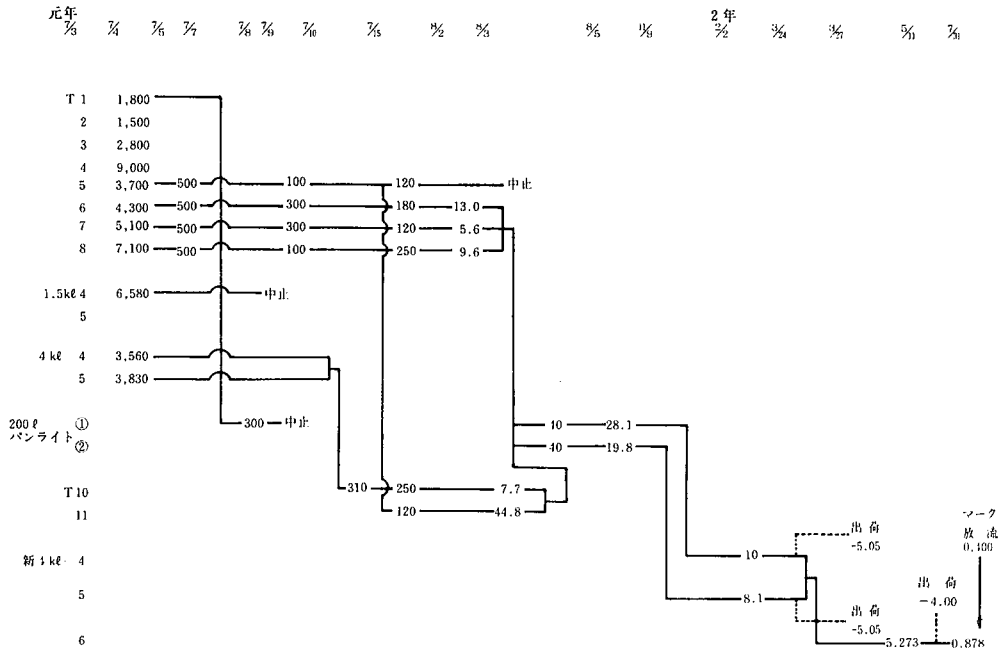 元年 2年
7/3 7/4 7/5 7/7 7/8 7/9 7/10 7/15 8/2 8/3 8/5 11/9 2/2 3/24 3/27 5/11 7/31
T 1 1,800
2 1,500
3 2,800
4 9,000
5 3,700 500 100 120 中止
6 4,300 500 300 180 13.0
7 5,100 500 300 120 5.6
8 7,100 500 100 250 9.6
1.5kℓ 4 6,580 中止
5
4 kℓ 4 3,560
5 3,830
200ℓ ① 300 中止 40 28.1
パンライト ② 40 19.8
T 10 310 250 7.7
11 120 44.8
マーク
放流
0.400
出荷
-5.05
新 kℓ 4 10
出荷
-4.00
5 8.1
出荷
-5.05
6 5.273 0.878